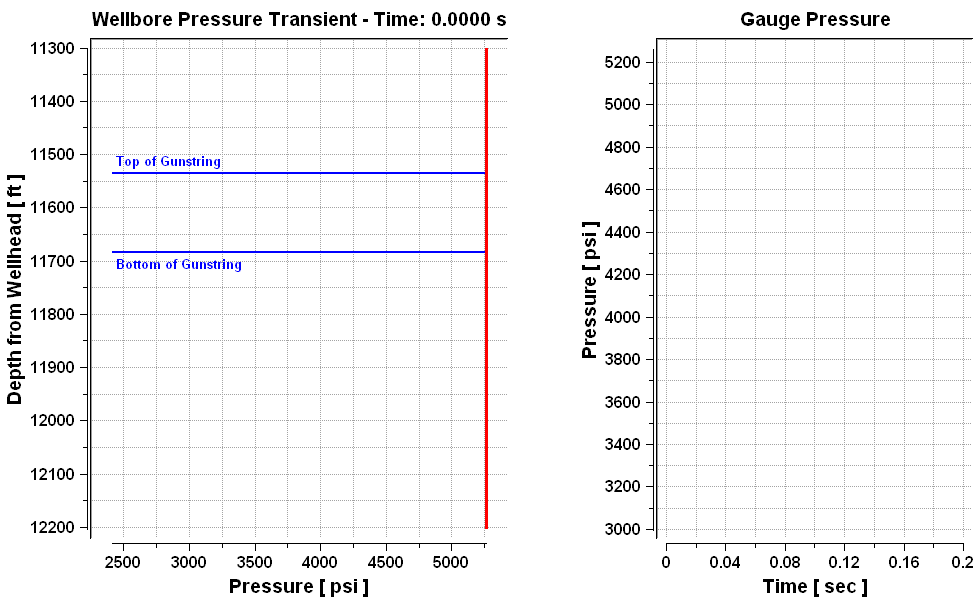 Wellbore Pressure Transient - Time: 0.0000 s
Depth from Wellhead [ ft ]
11300
11400
11500
11600
11700
11800
11900
12000
12100
12200
Top of Gunstring
Bottom of Gunstring
2500 3000 3500 4000 4500 5000
Pressure [ psi ]
Gauge Pressure
Pressure [ psi ]
5200
5000
4800
4600
4400
4200
4000
3800
3600
3400
3200
3000
0 0.04 0.08 0.12 0.16 0.2
Time [ sec ]